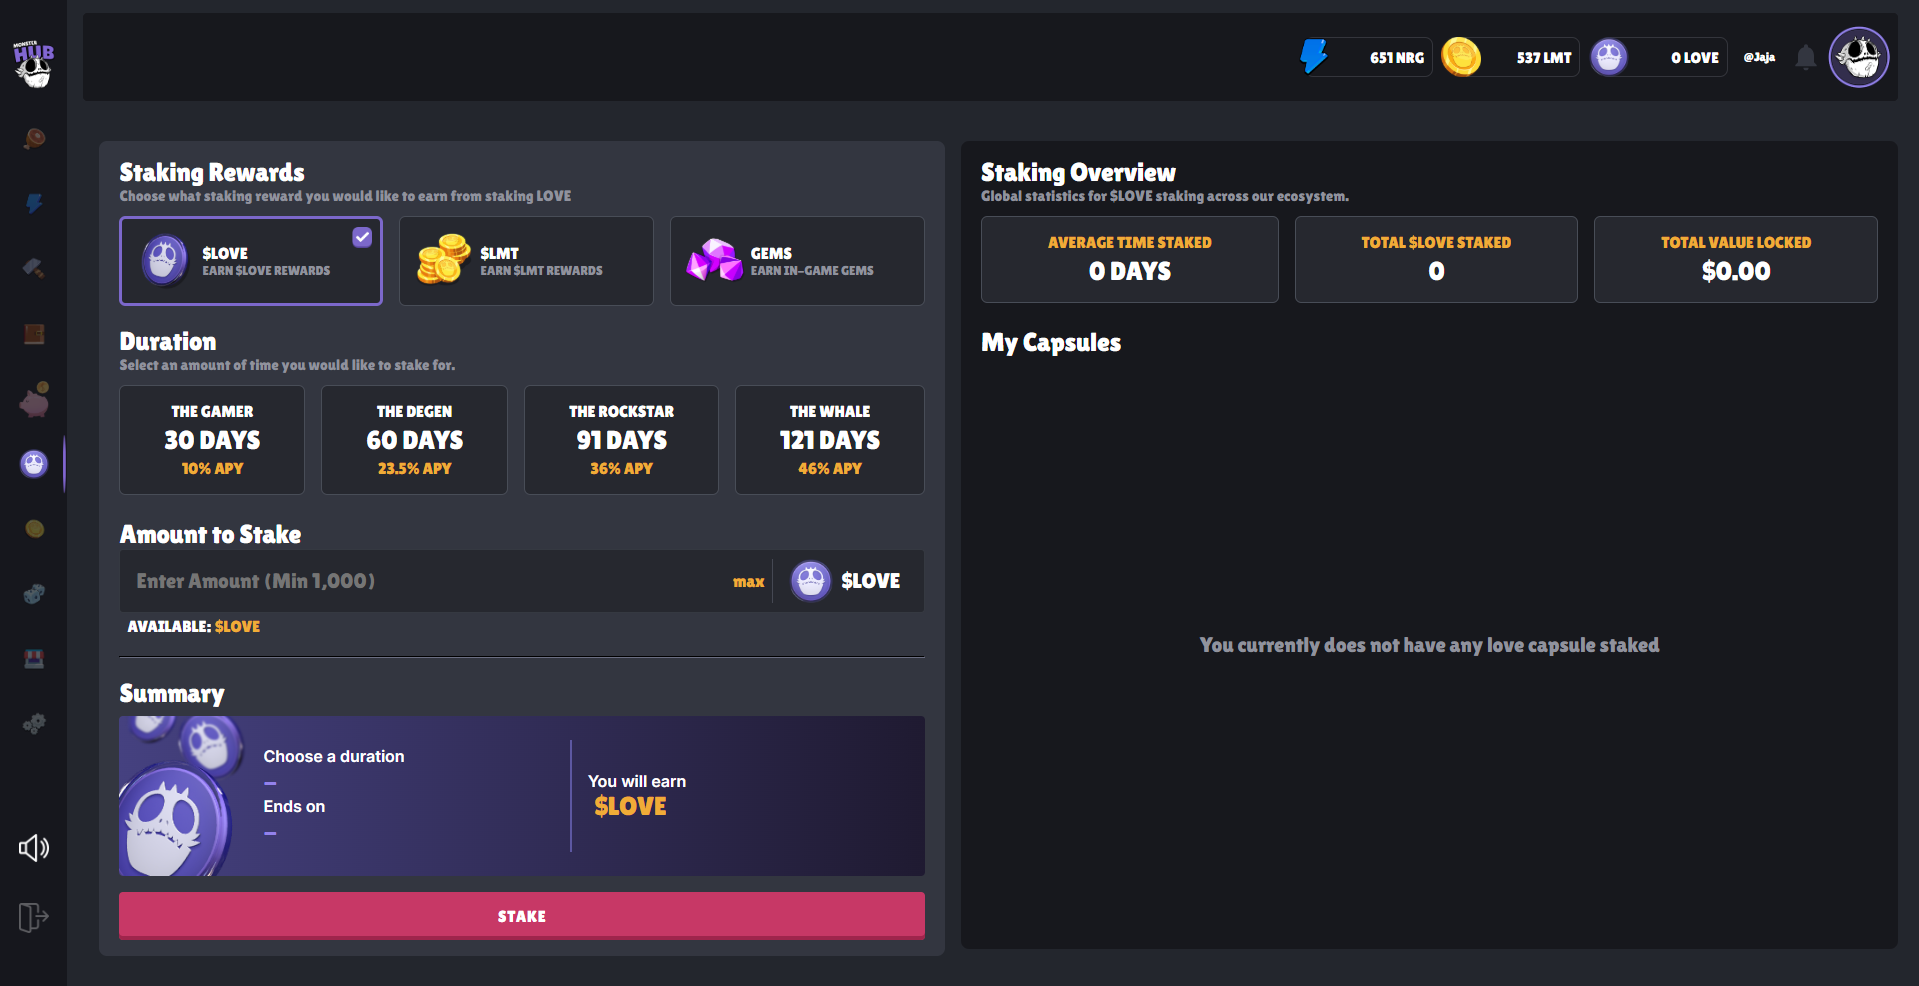 MONSTER
HUB
651 NRG
537 LMT
0 LOVE
@Jaja
Staking Rewards
Choose what staking reward you would like to earn from staking LOVE
$LOVE
EARN $LOVE REWARDS
$LMT
EARN $LMT REWARDS
GEMS
EARN IN-GAME GEMS
Duration
Select an amount of time you would like to stake for.
THE GAMER
30 DAYS
10% APY
THE DEGEN
60 DAYS
23.5% APY
THE ROCKSTAR
91 DAYS
36% APY
THE WHALE
121 DAYS
46% APY
Amount to Stake
Enter Amount (Min 1,000)
max
$LOVE
AVAILABLE: $LOVE
Summary
Choose a duration
–
Ends on
–
You will earn
$LOVE
STAKE
Staking Overview
Global statistics for $LOVE staking across our ecosystem.
AVERAGE TIME STAKED
0 DAYS
TOTAL $LOVE STAKED
0
TOTAL VALUE LOCKED
$0.00
My Capsules
You currently does not have any love capsule staked